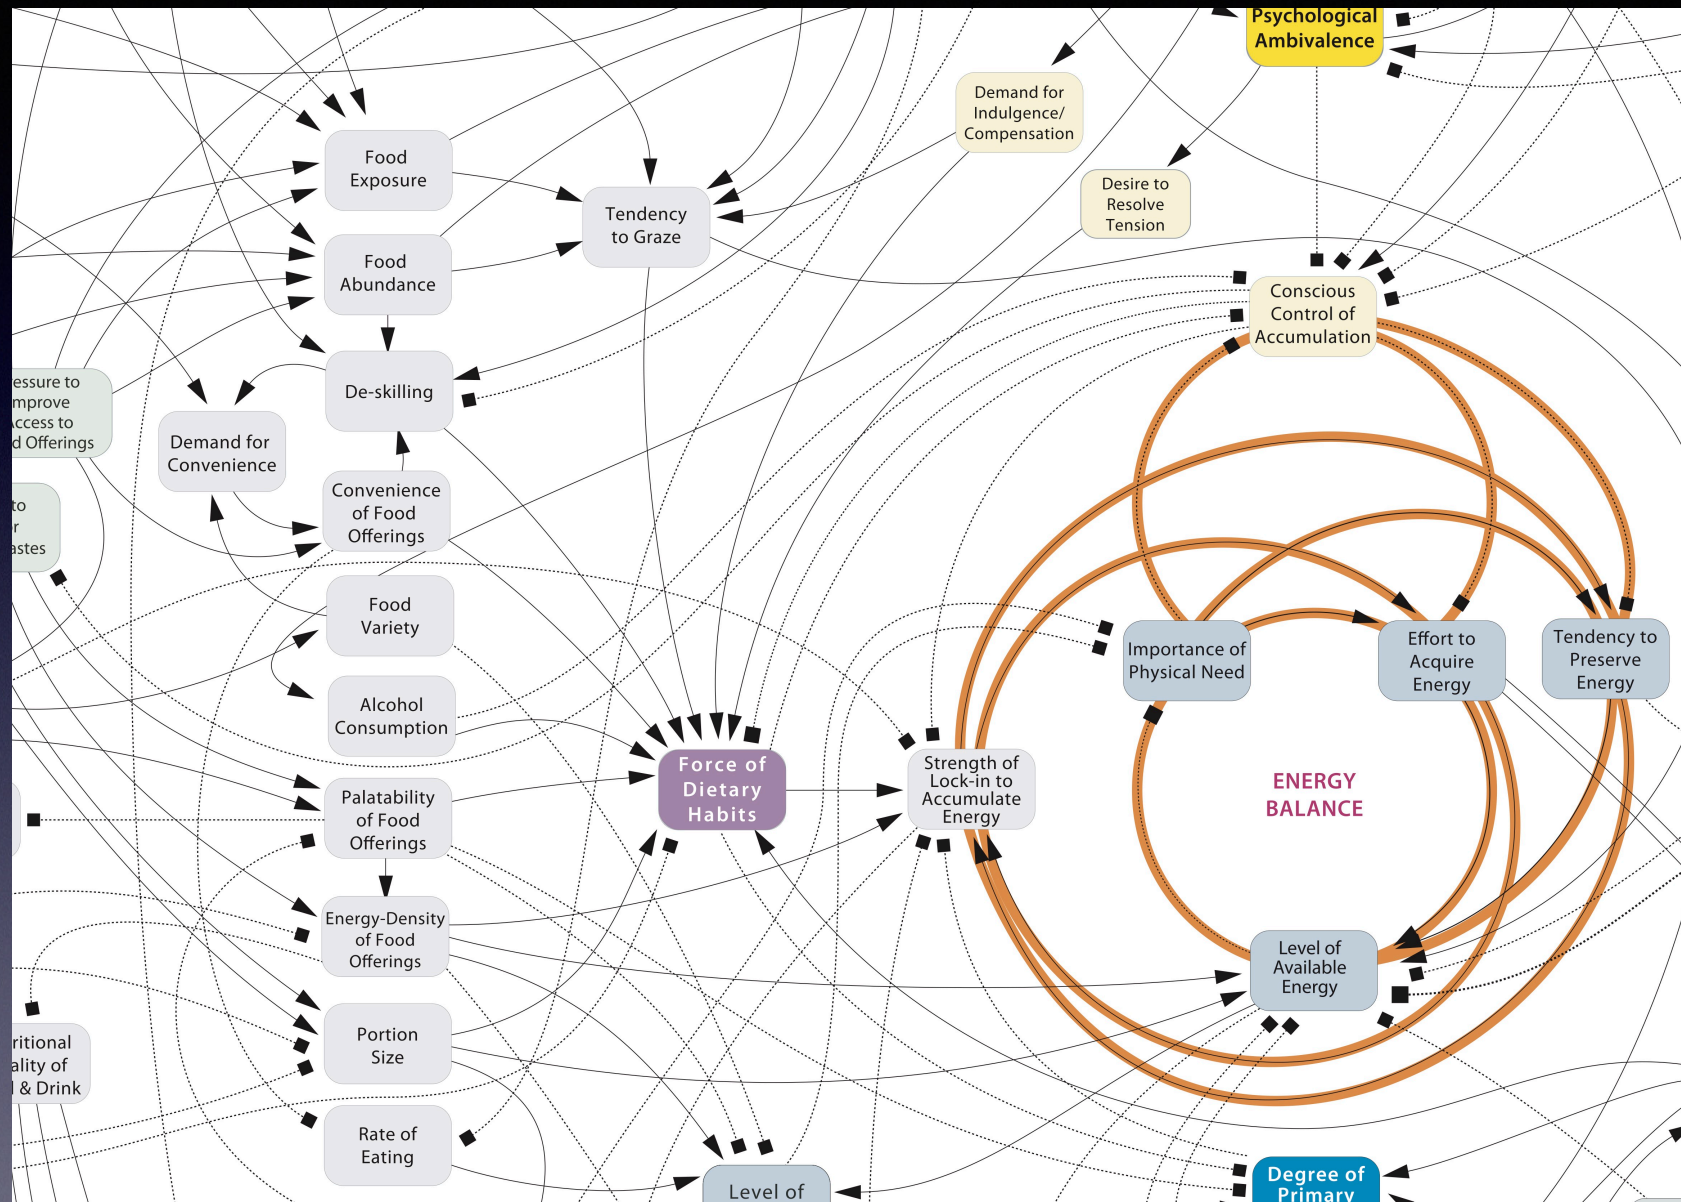 Psychological
Ambivalence
Demand for
Indulgence/
Compensation
Food
Exposure
Desire to
Resolve
Tension
Tendency
to Graze
Food
Abundance
Conscious
Control of
Accumulation
De-skilling
essure to
mprove
ccess to
d Offerings
Demand for
Convenience
Convenience
of Food
Offerings
to
or
astes
Food
Variety
Importance of
Physical Need
Effort to
Acquire
Energy
Tendency to
Preserve
Energy
Alcohol
Consumption
Force of
Dietary
Habits
Strength of
Lock-in to
Accumulate
Energy
ENERGY
BALANCE
Palatability
of Food
Offerings
Energy-Density
of Food
Offerings
Level of
Available
Energy
Portion
Size
ritional
ality of
l & Drink
Rate of
Eating
Level of
Degree of
Primary